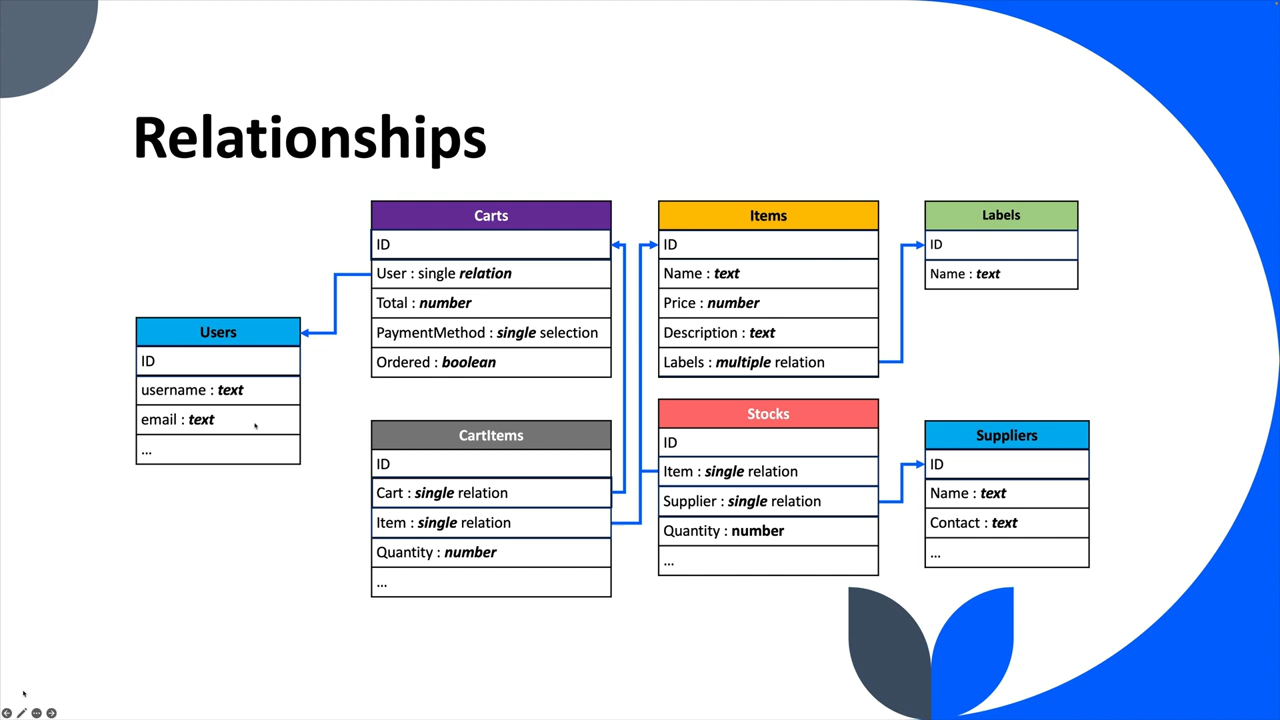 Relationships
Users
ID
username : text
email : text
...
Carts
ID
User : single relation
Total : number
PaymentMethod : single selection
Ordered : boolean
CartItems
ID
Cart : single relation
Item : single relation
Quantity : number
...
Items
ID
Name : text
Price : number
Description : text
Labels : multiple relation
Stocks
ID
Item : single relation
Supplier : single relation
Quantity : number
...
Labels
ID
Name : text
Suppliers
ID
Name : text
Contact : text
...